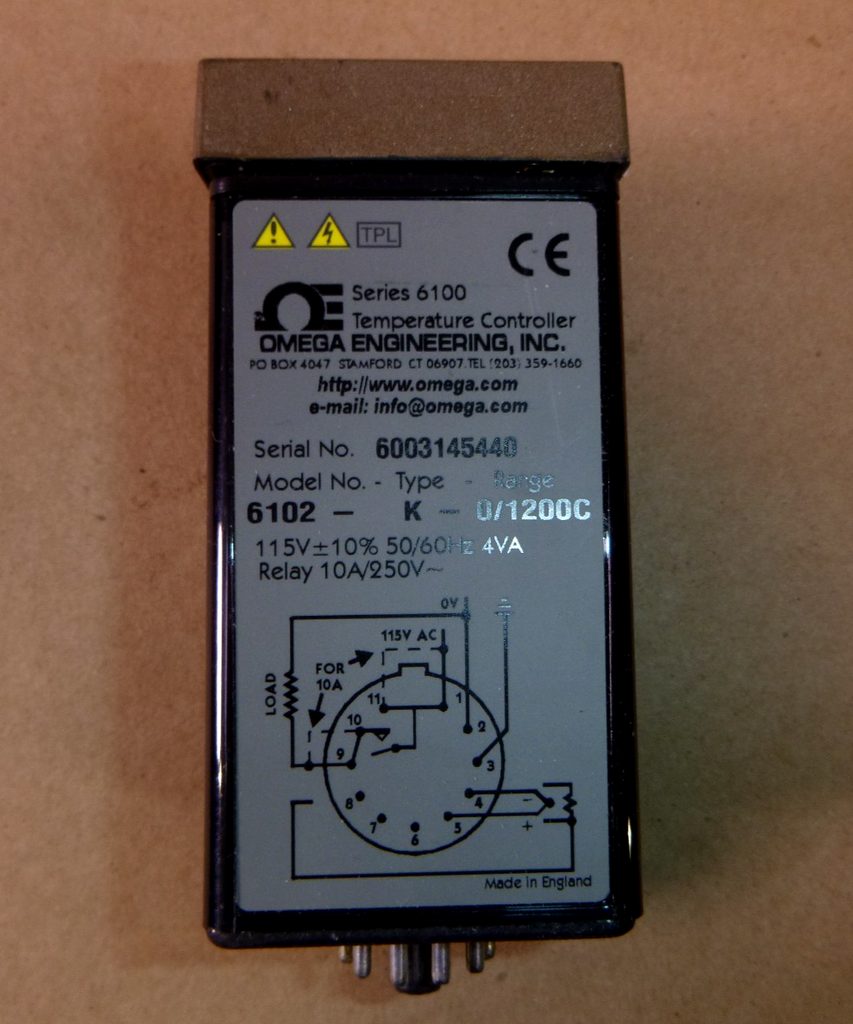 TPL
CE
Series 6100
Temperature Controller
OMEGA ENGINEERING, INC.
PO BOX 4047 STAMFORD CT 06907 TEL (203) 359-1660
http://www.omega.com
e-mail: info@omega.com
Serial No. 6003145440
Model No. - Type - Range
6102 - K - 0/1200C
115V±10% 50/60Hz 4VA
Relay 10A/250V~
0V
115V AC
FOR
10A
LOAD
11
1
10
2
9
3
8
4
7
5
6
-
+
Made in England